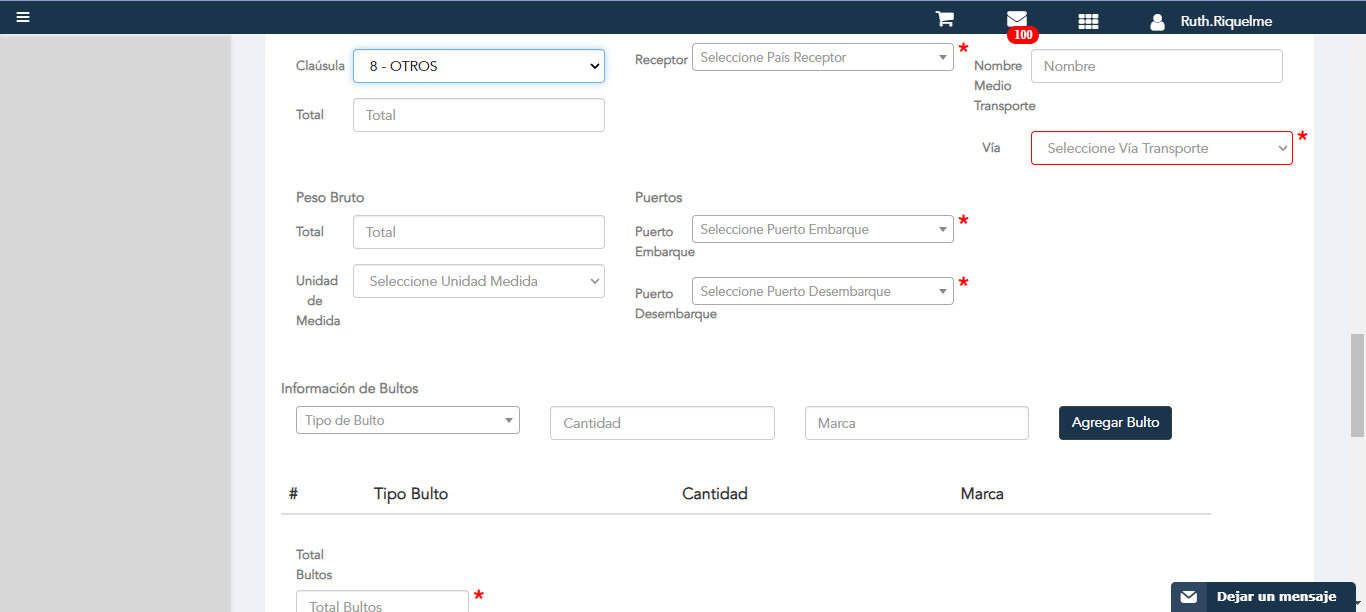 100
Ruth.Riquelme
Claúsula
8 - OTROS
Total
Total
Receptor
Seleccione País Receptor
*
Nombre
Medio
Transporte
Nombre
Vía
Seleccione Vía Transporte
*
Peso Bruto
Total
Total
Unidad
de
Medida
Seleccione Unidad Medida
Puertos
Puerto
Embarque
Seleccione Puerto Embarque
*
Puerto
Desembarque
Seleccione Puerto Desembarque
*
Información de Bultos
Tipo de Bulto
Cantidad
Marca
Agregar Bulto
# Tipo Bulto Cantidad Marca
Total
Bultos
Total Bultos
*
Dejar un mensaje